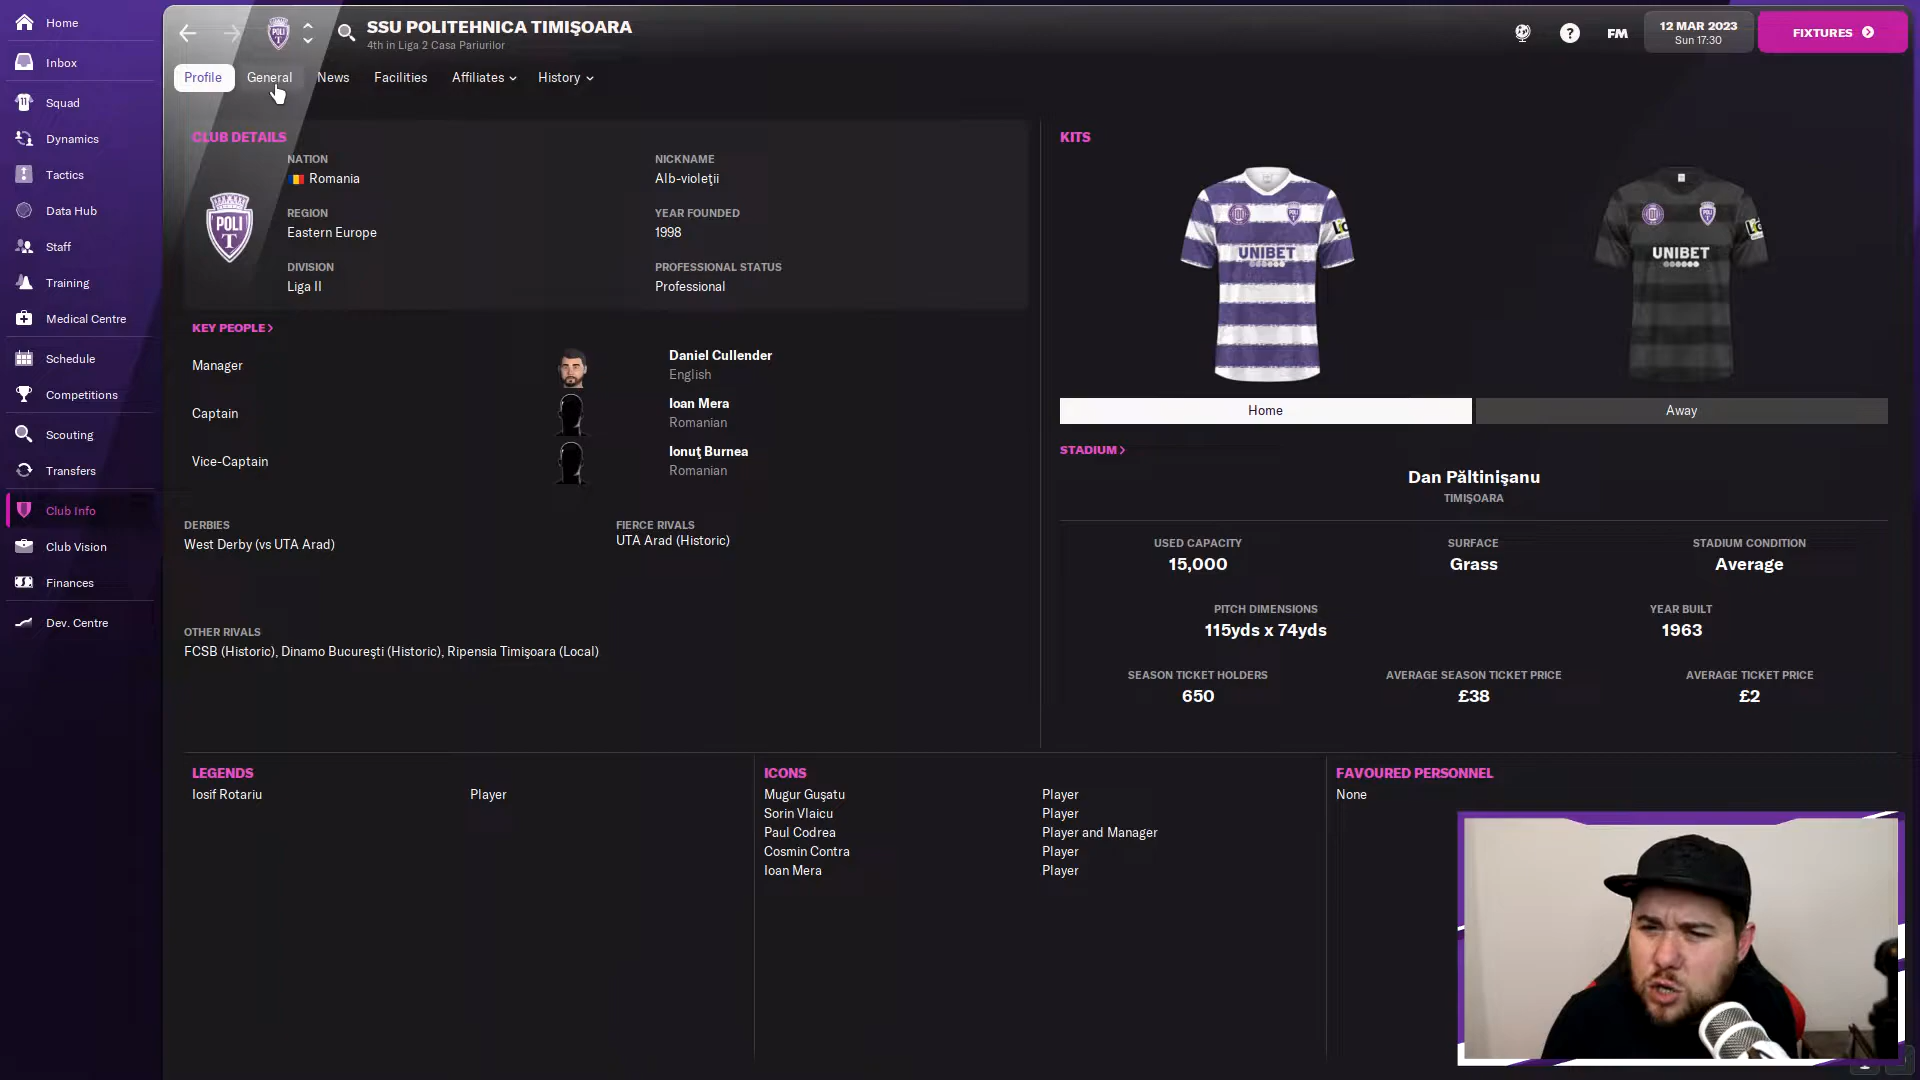 Home
Inbox
Squad
Dynamics
Tactics
Data Hub
Staff
Training
Medical Centre
Schedule
Competitions
Scouting
Transfers
Club Info
Club Vision
Finances
Dev. Centre
SSU POLITEHNICA TIMIŞOARA
4th in Liga 2 Casa Pariurilor
FM
12 MAR 2023
Sun 17:30
FIXTURES
Profile General News Facilities Affiliates History
CLUB DETAILS
POLI
T
NATION
Romania
NICKNAME
Alb-violeţii
REGION
Eastern Europe
YEAR FOUNDED
1998
DIVISION
Liga II
PROFESSIONAL STATUS
Professional
KEY PEOPLE
Manager
Daniel Cullender
English
Captain
Ioan Mera
Romanian
Vice-Captain
Ionuţ Burnea
Romanian
DERBIES
West Derby (vs UTA Arad)
FIERCE RIVALS
UTA Arad (Historic)
OTHER RIVALS
FCSB (Historic), Dinamo Bucureşti (Historic), Ripensia Timişoara (Local)
KITS
UNIBET
UNIBET
Home
Away
STADIUM
Dan Păltinişanu
TIMIŞOARA
USED CAPACITY
15,000
SURFACE
Grass
STADIUM CONDITION
Average
PITCH DIMENSIONS
115yds x 74yds
YEAR BUILT
1963
SEASON TICKET HOLDERS
650
AVERAGE SEASON TICKET PRICE
£38
AVERAGE TICKET PRICE
£2
LEGENDS
Iosif Rotariu Player
ICONS
Mugur Guşatu Player
Sorin Vlaicu Player
Paul Codrea Player and Manager
Cosmin Contra Player
Ioan Mera Player
FAVOURED PERSONNEL
None